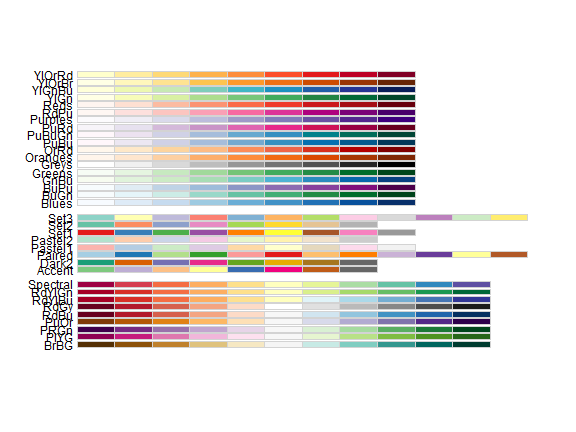 YlOrRd
YlOrBr
YlGnBu
YlGn
Reds
RdPu
Purples
PuRd
PuBuGn
PuBu
OrRd
Oranges
Greys
Greens
GnBu
BuPu
BuGn
Blues
Set3
Set2
Set1
Pastel2
Pastel1
Paired
Dark2
Accent
Spectral
RdYlGn
RdYlBu
RdGy
RdBu
PuOr
PRGn
PiYG
BrBG